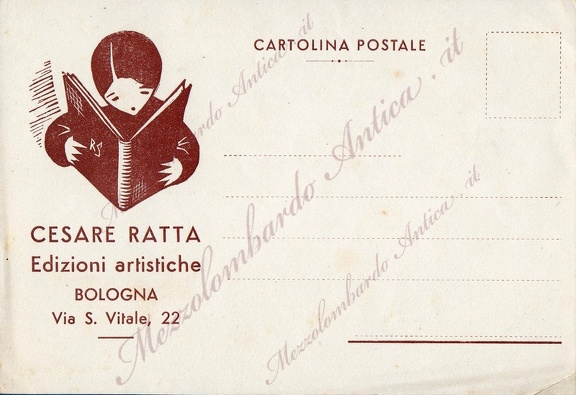 CARTOLINA POSTALE
RS
CESARE RATTA
Edizioni artistiche
BOLOGNA
Via S. Vitale, 22
Mezzolombardo Antica.it
Mezzolombardo Antica.it
Mezzolombardo Antica.it